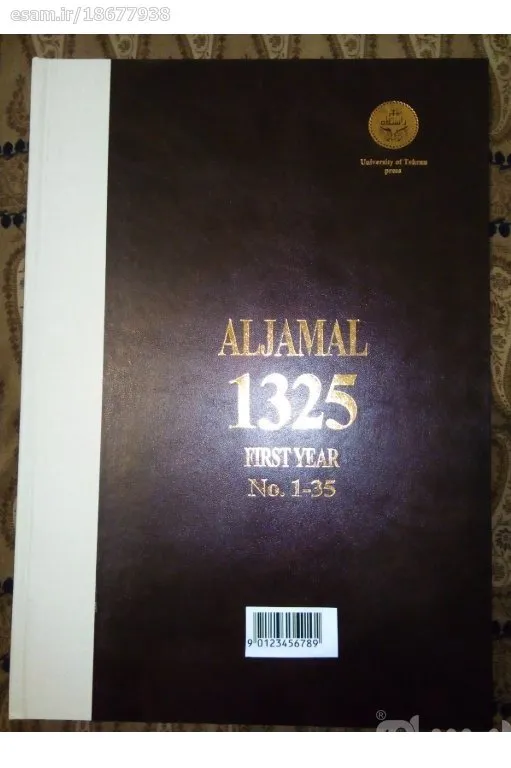 esam.ir/18677938
University of Tehran
press
ALJAMAL
1325
FIRST YEAR
No. 1-35
9 0123456789
®